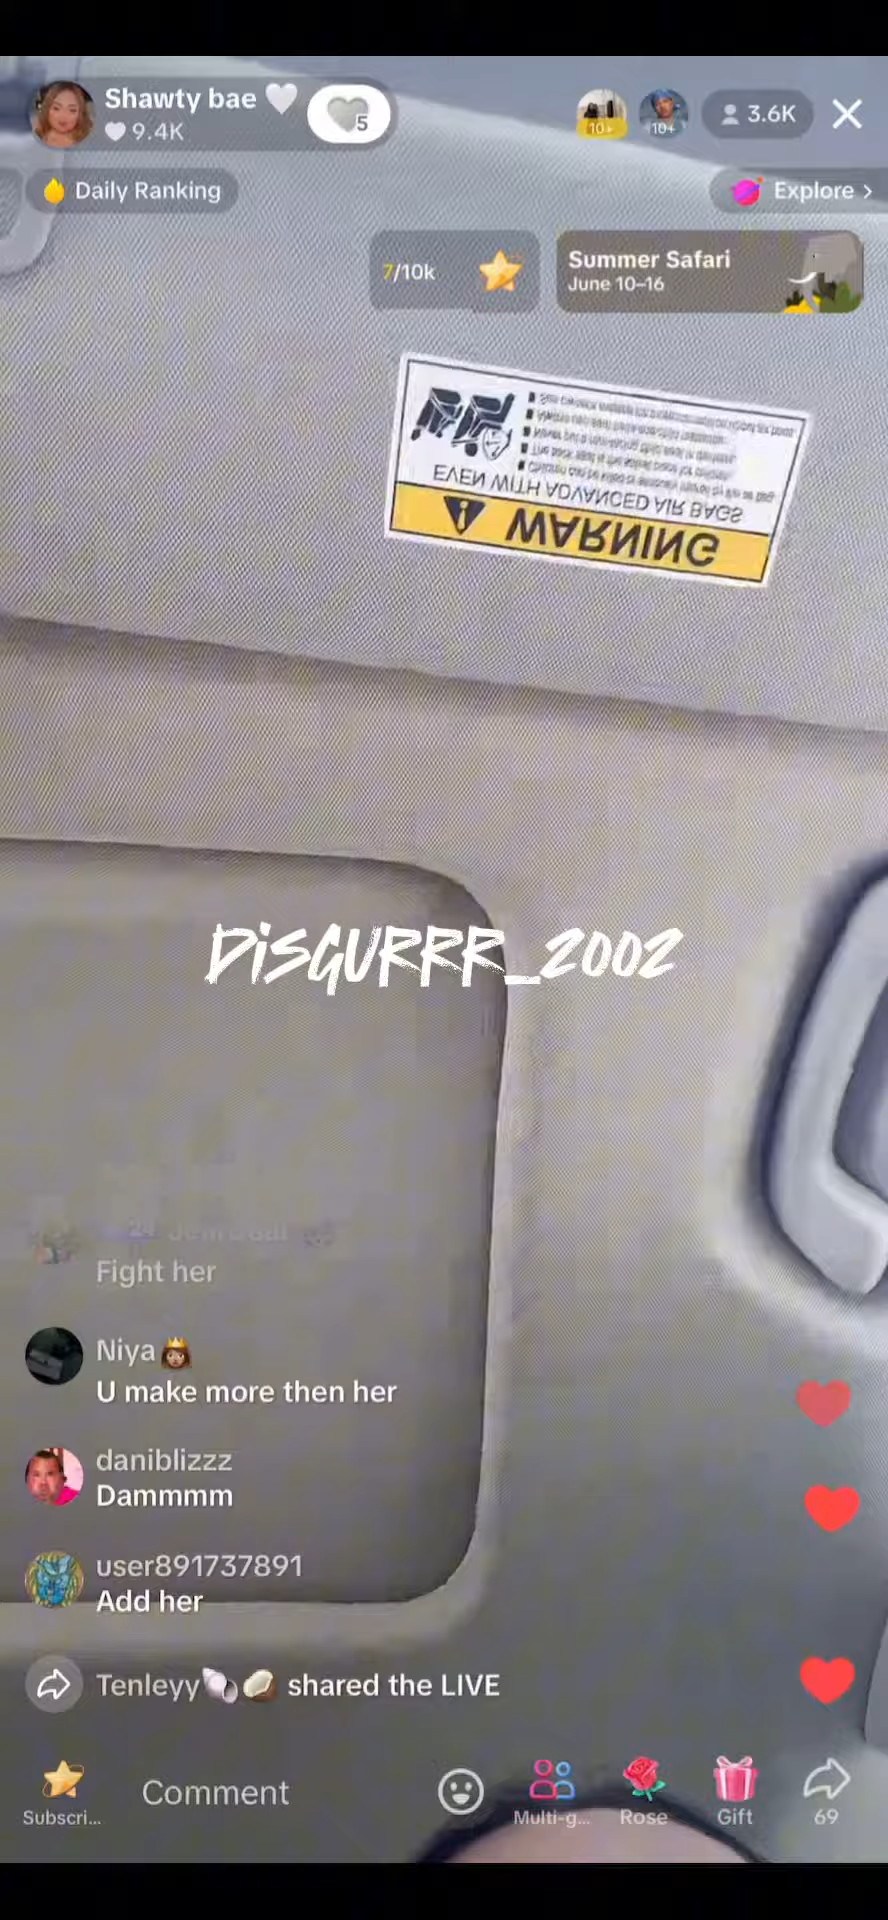 Shawty bae 🤍
9.4K
5
10+
10+
3.6K
Daily Ranking
Explore >
7/10k
Summer Safari
June 10–16
EVEN WITH ADVANCED AIR BAGS
WARNING
DiSGURRR_2002
Fight her
Niya👸🏾
U make more then her
daniblizzz
Dammmm
user891737891
Add her
Tenleyy🐚🥥 shared the LIVE
Subscri...
Comment
Multi-g...
Rose
Gift
69